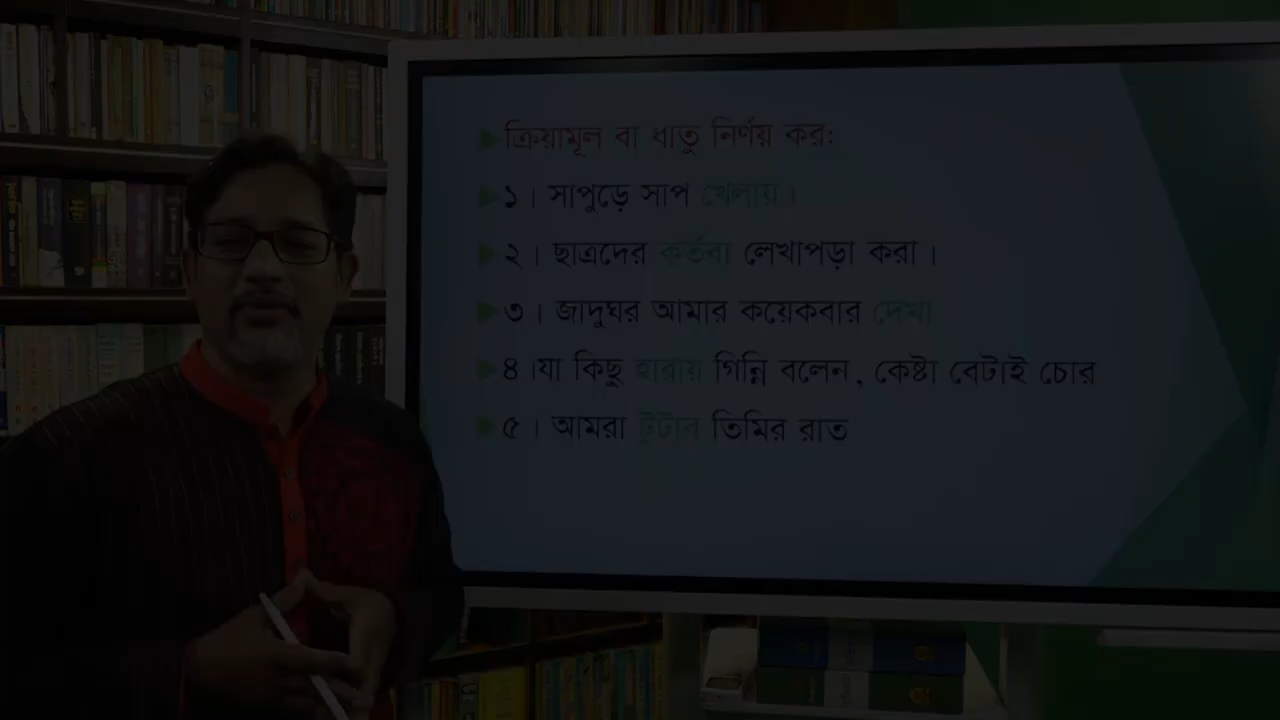 ক্রিয়ামূল বা ধাতু নির্ণয় কর:
১। সাপুড়ে সাপ খেলায়।
২। ছাত্রদের কর্তব্য লেখাপড়া করা।
৩। জাদুঘর আমার কয়েকবার দেখা
৪।যা কিছু হারায় গিন্নি বলেন, কেষ্টা বেটাই চোর
৫। আমরা টুটাব তিমির রাত